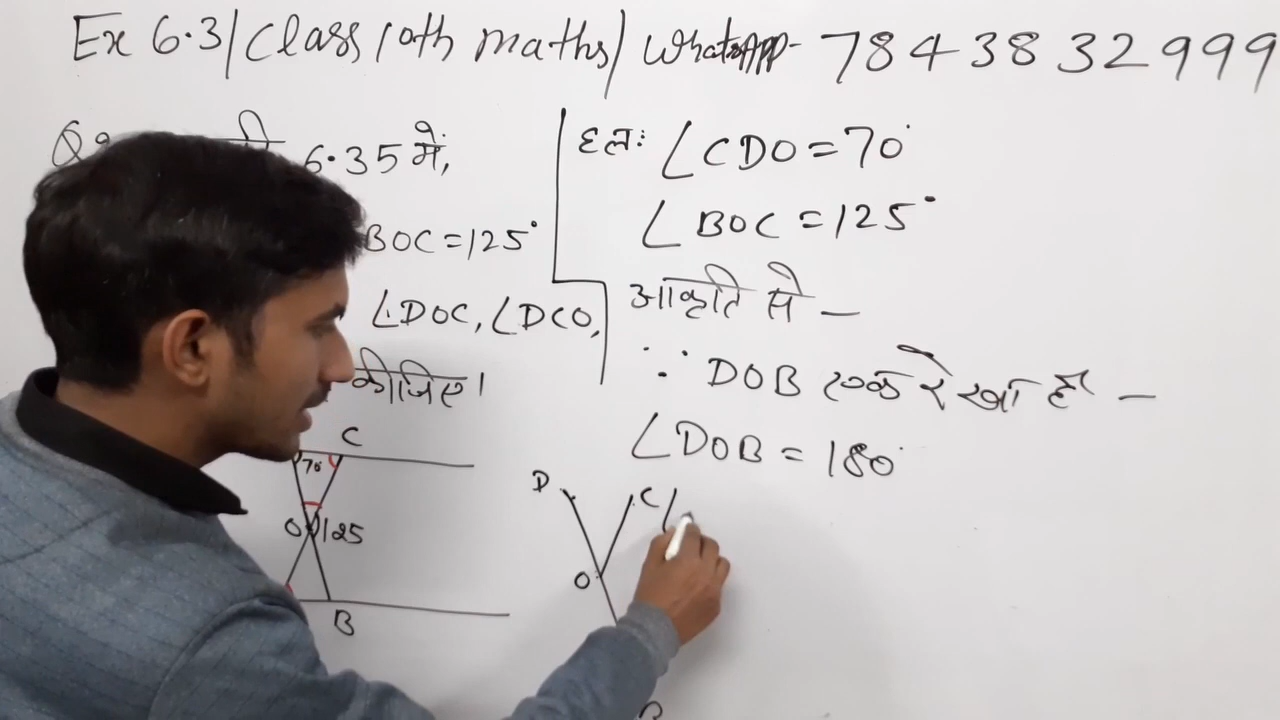 Ex 6.3/Class 10th maths/WhatsApp- 7843832999
6.35 में,
BOC=125°
∠DOC, ∠DCO,
कीजिए।
C
70
O 125
B
हलः ∠CDO=70°
∠BOC=125°
आकृति से –
∵ DOB एक रेखा है –
∠DOB = 180°
D C
O
B